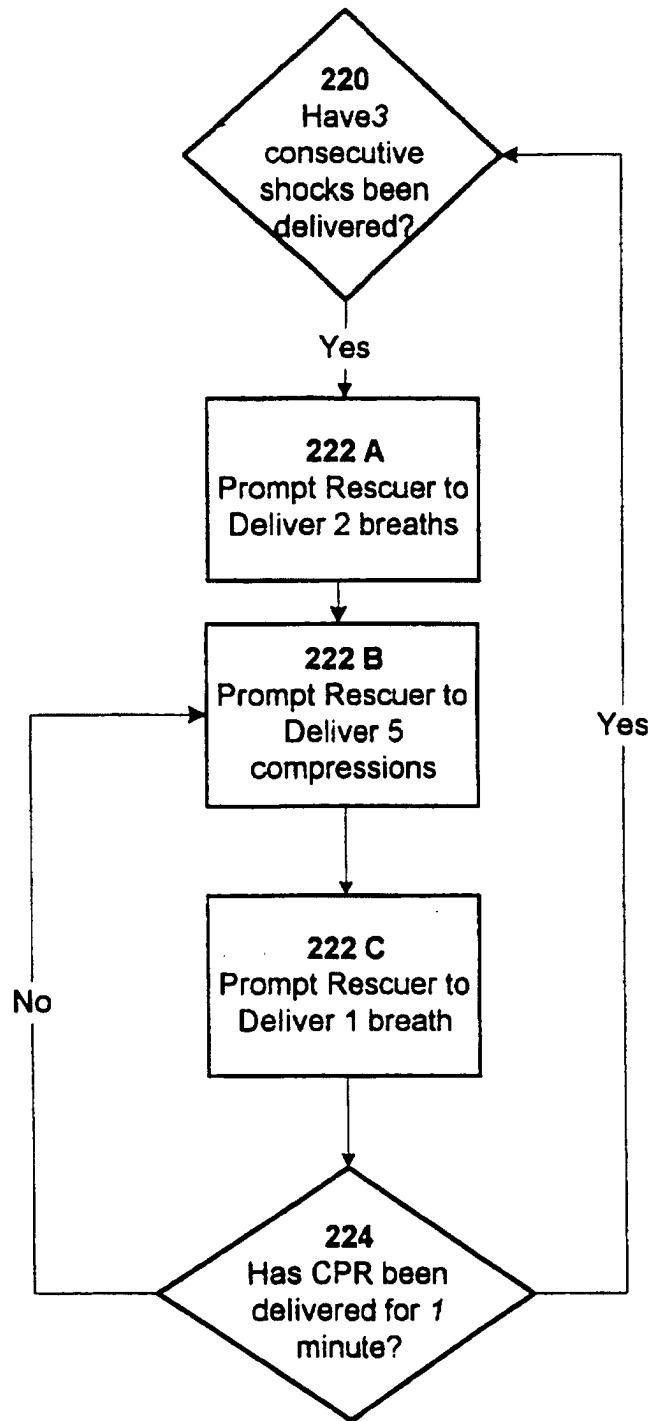 220
Have3
consecutive
shocks been
delivered?
Yes
222 A
Prompt Rescuer to
Deliver 2 breaths
222 B
Prompt Rescuer to
Deliver 5
compressions
Yes
222 C
Prompt Rescuer to
Deliver 1 breath
No
224
Has CPR been
delivered for 1
minute?